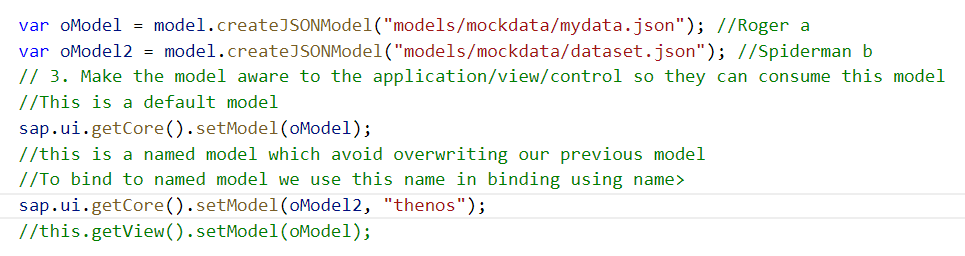 var oModel = model.createJSONModel("models/mockdata/mydata.json"); //Roger a
var oModel2 = model.createJSONModel("models/mockdata/dataset.json"); //Spiderman b
// 3. Make the model aware to the application/view/control so they can consume this model
//This is a default model
sap.ui.getCore().setModel(oModel);
//this is a named model which avoid overwriting our previous model
//To bind to named model we use this name in binding using name>
sap.ui.getCore().setModel(oModel2, "thenos");
//this.getView().setModel(oModel);